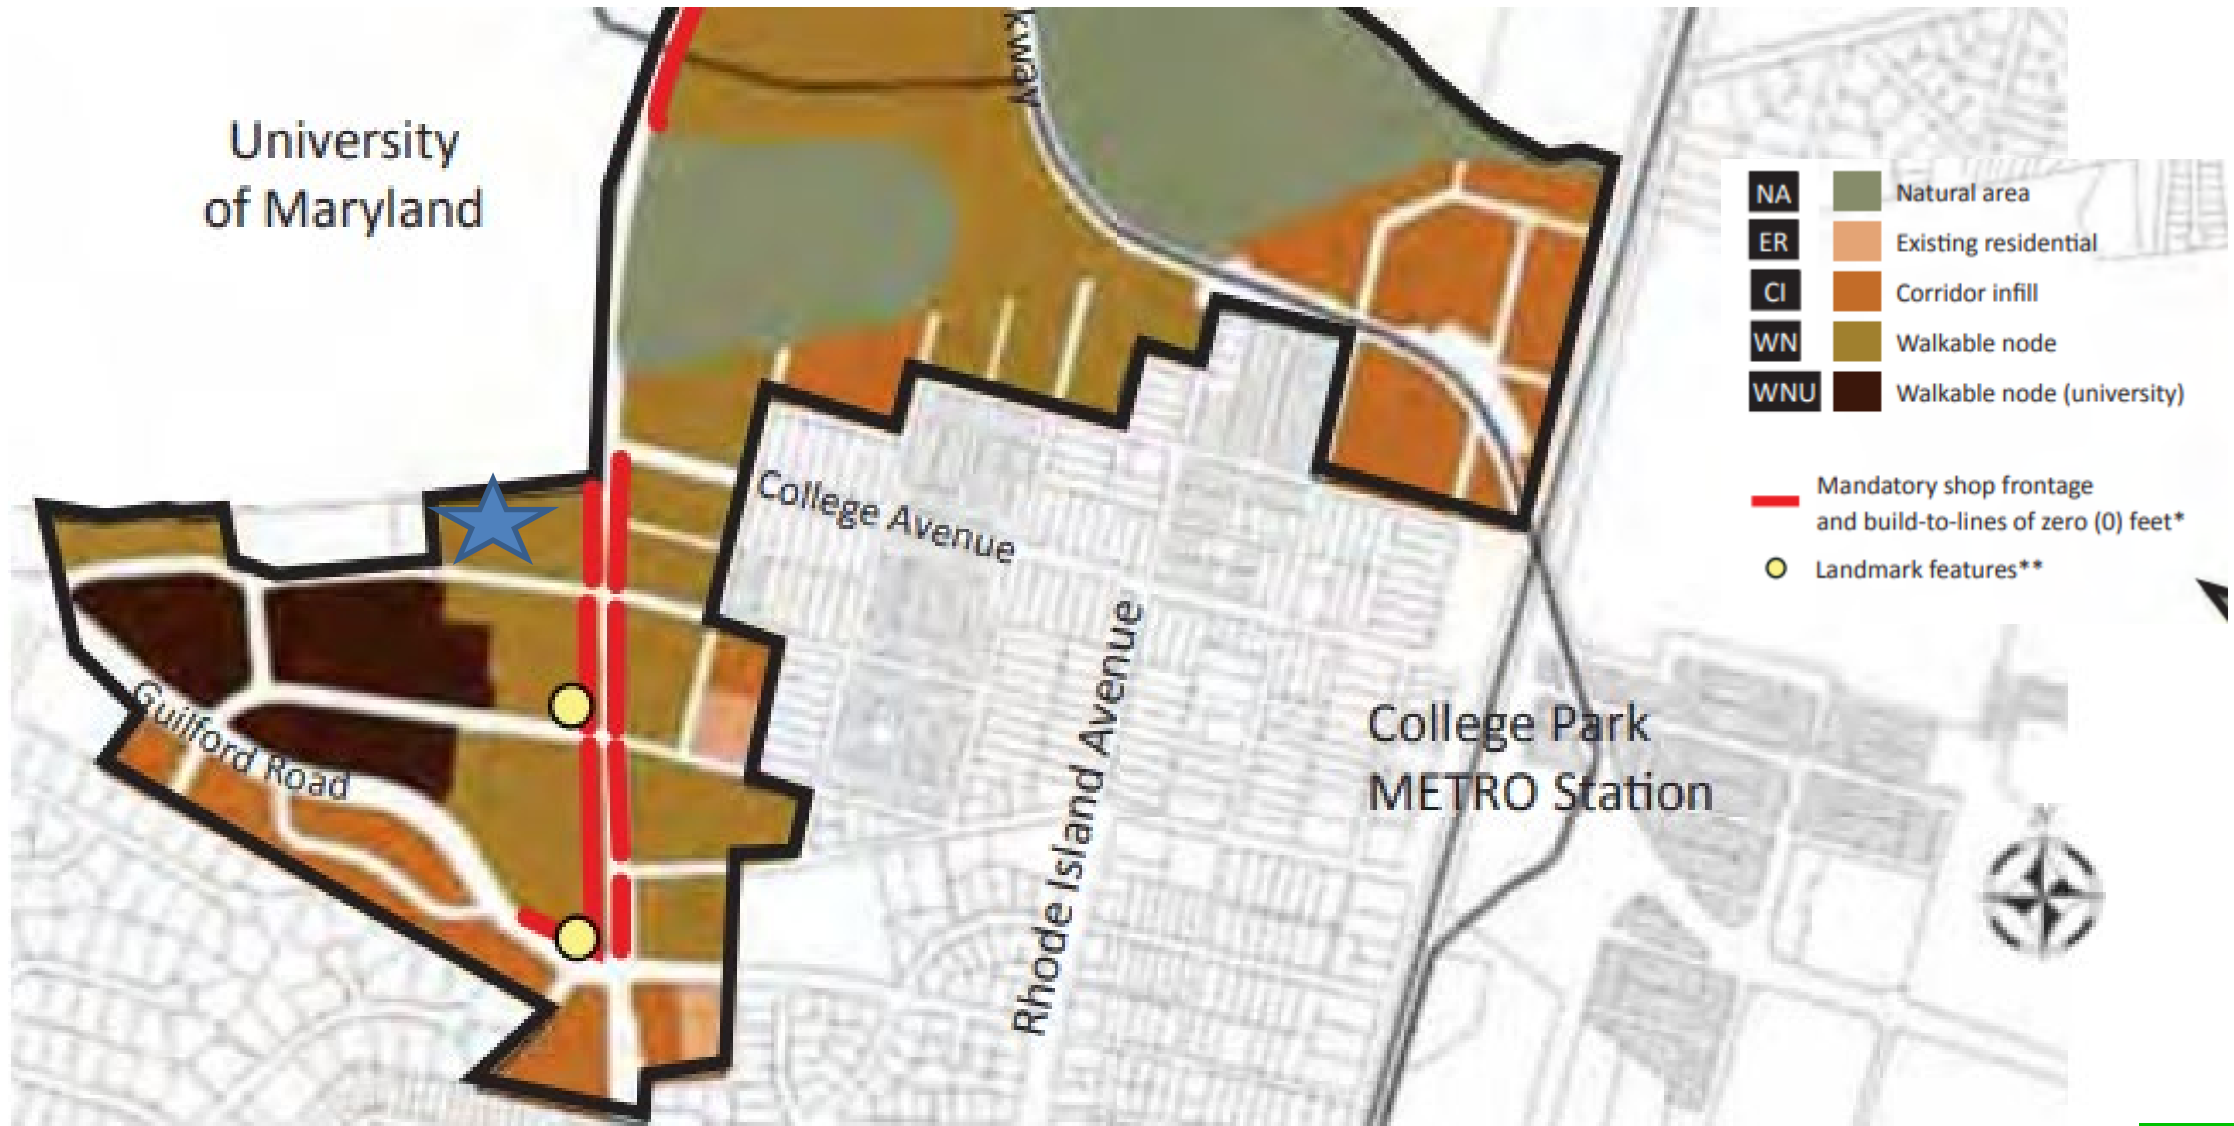 kway
University
of Maryland
NA Natural area
ER Existing residential
CI Corridor infill
WN Walkable node
WNU Walkable node (university)
Mandatory shop frontage
and build-to-lines of zero (0) feet*
Landmark features**
College Avenue
Rhode Island Avenue
Guilford Road
College Park
METRO Station
N